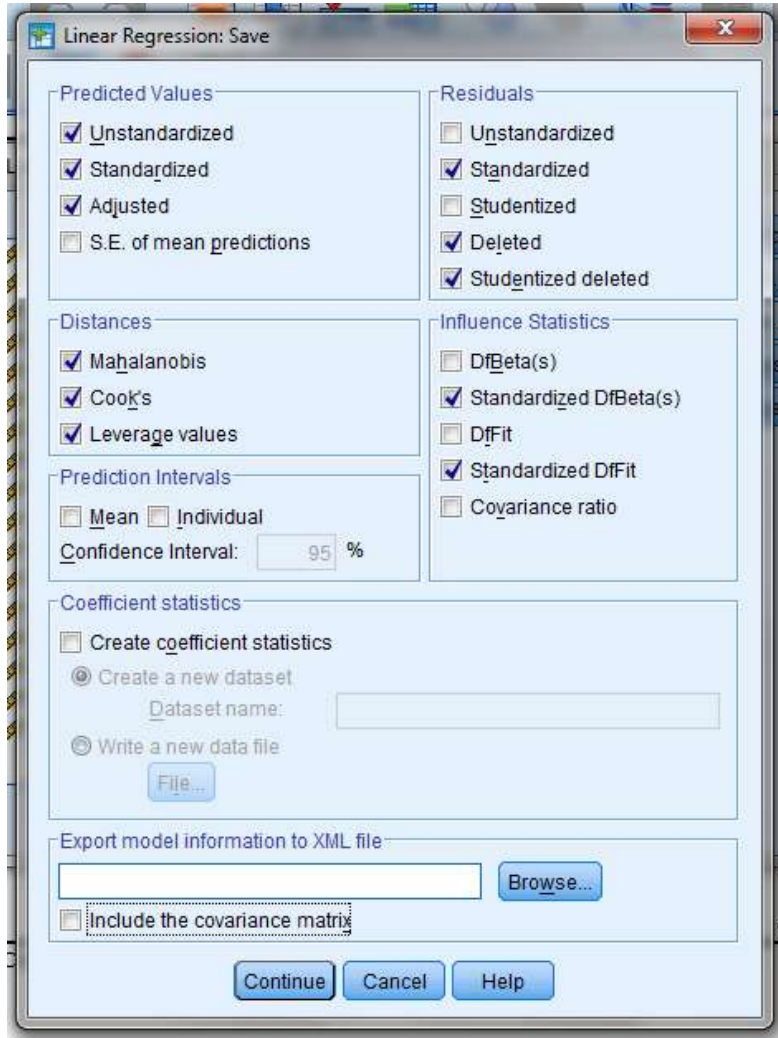 Linear Regression: Save
Predicted Values
Unstandardized
Standardized
Adjusted
S.E. of mean predictions
Residuals
Unstandardized
Standardized
Studentized
Deleted
Studentized deleted
Distances
Mahalanobis
Cook's
Leverage values
Influence Statistics
DfBeta(s)
Standardized DfBeta(s)
DfFit
Standardized DfFit
Covariance ratio
Prediction Intervals
Mean Individual
Confidence Interval: 95 %
Coefficient statistics
Create coefficient statistics
Create a new dataset
Dataset name:
Write a new data file
File...
Export model information to XML file
Browse...
Include the covariance matrix
Continue Cancel Help